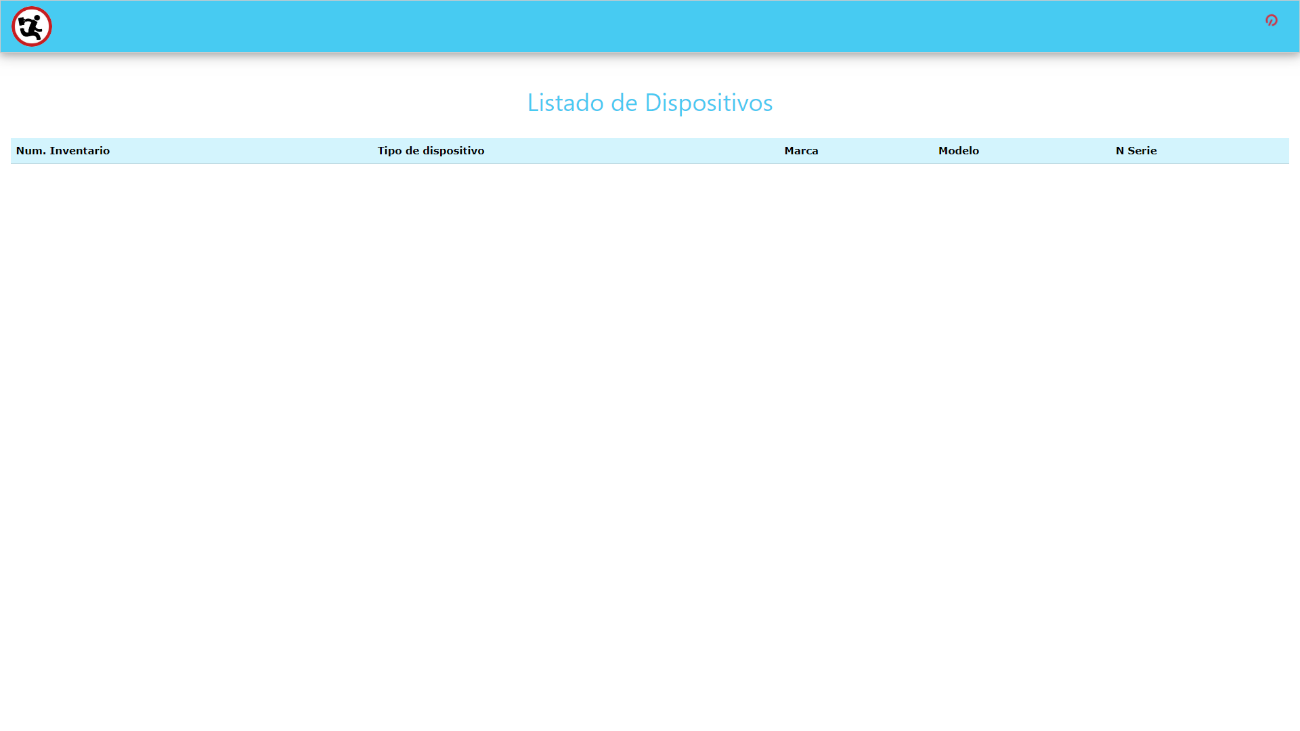 Listado de Dispositivos
Num. Inventario Tipo de dispositivo Marca Modelo N Serie